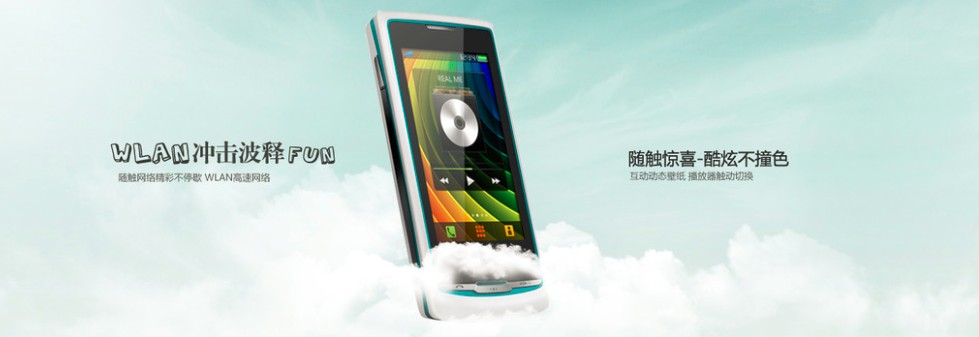 WLAN冲击波释FUN
随触网络精彩不停歇 WLAN高速网络
REAL ME
随触惊喜-酷炫不撞色
互动动态壁纸 播放器触动切换